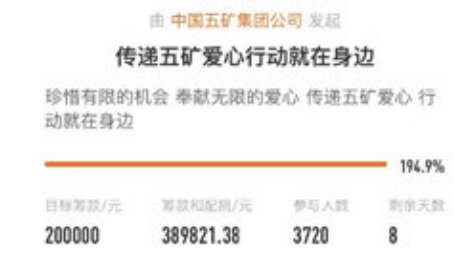 由 中国五矿集团公司 发起
传递五矿爱心行动就在身边
珍惜有限的机会 奉献无限的爱心 传递五矿爱心 行
动就在身边
194.9%
目标筹款/元 筹款和配捐/元 参与人数 剩余天数
200000 389821.38 3720 8